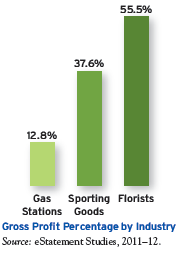 55.5%
37.6%
12.8%
Gas Sporting Florists
Stations Goods
Gross Profit Percentage by Industry
Source: eStatement Studies, 2011–12.